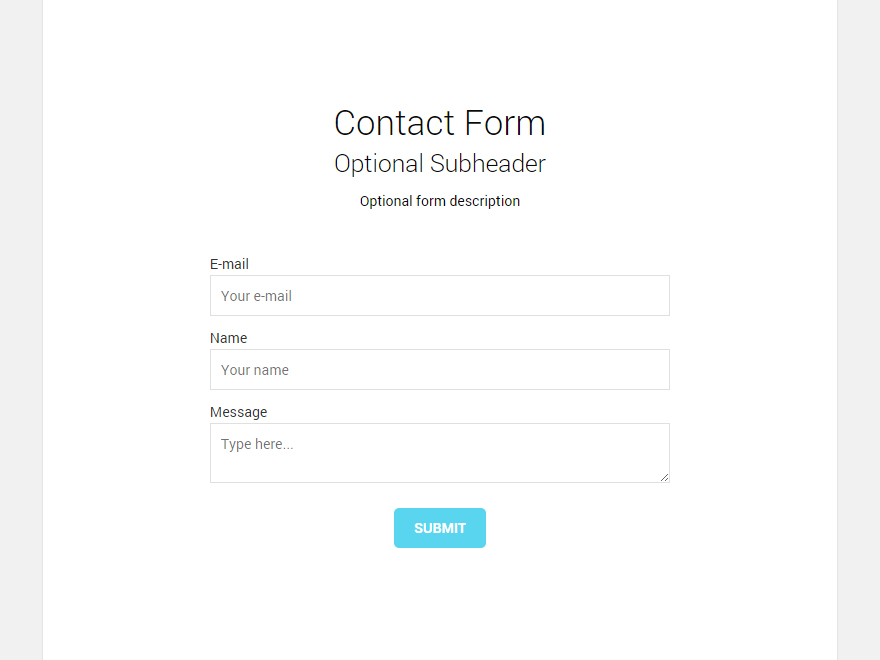 Contact Form
Optional Subheader
Optional form description
E-mail
Your e-mail
Name
Your name
Message
Type here...
SUBMIT